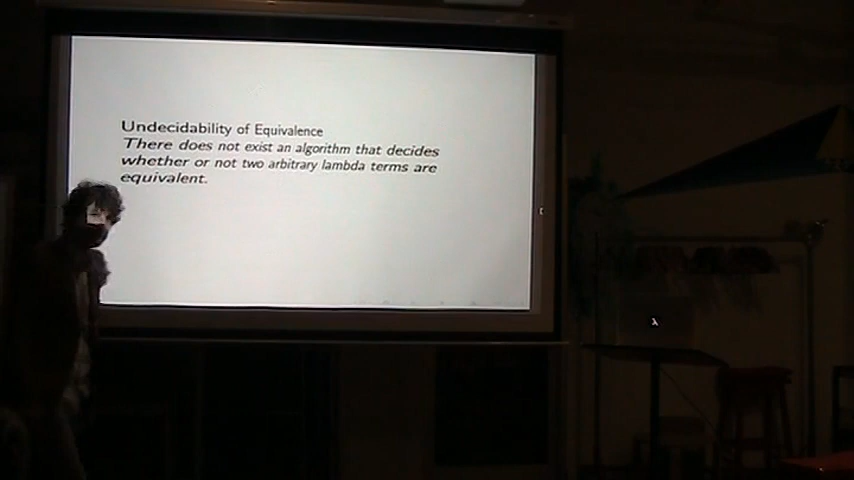 Undecidability of Equivalence
There does not exist an algorithm that decides
whether or not two arbitrary lambda terms are
equivalent.
λ